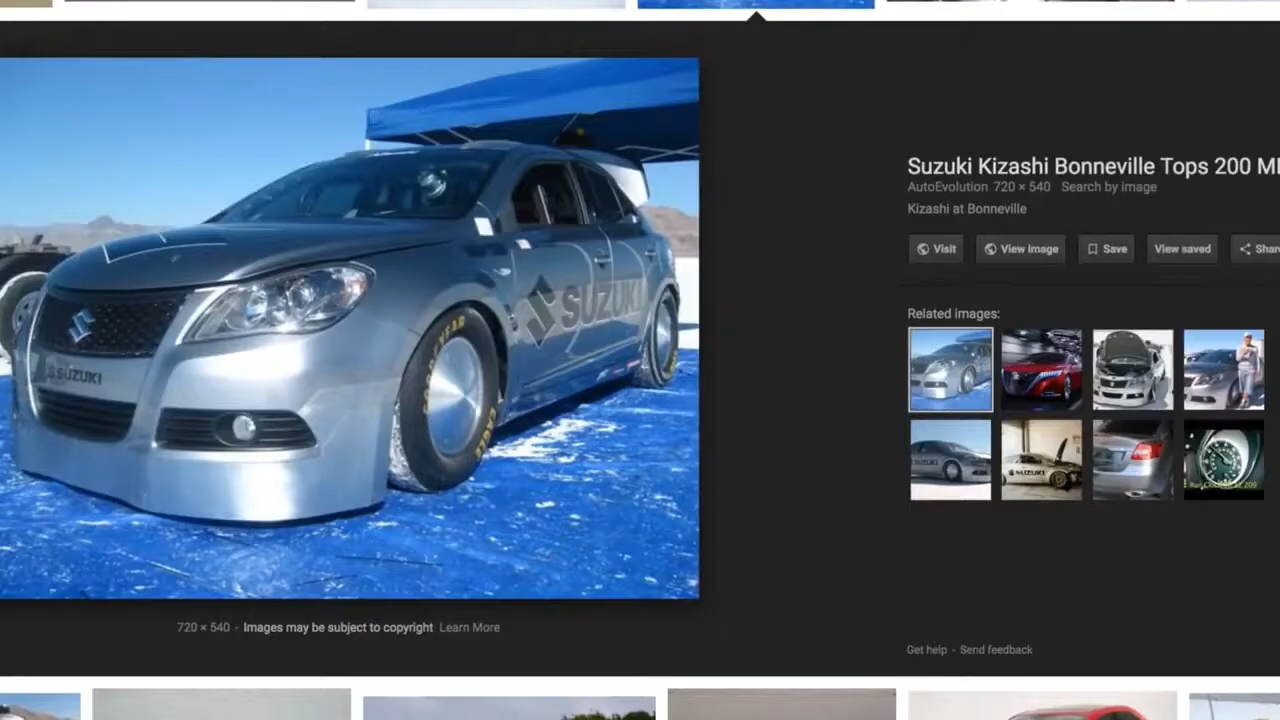 Suzuki Kizashi Bonneville Tops 200 M
AutoEvolution 720 × 540 Search by image
Kizashi at Bonneville
Visit
View image
Save
View saved
Share
Related images:
SUZUKI
SUZUKI
GOODYEAR
EAGLE
720 × 540 - Images may be subject to copyright Learn More
Get help - Send feedback